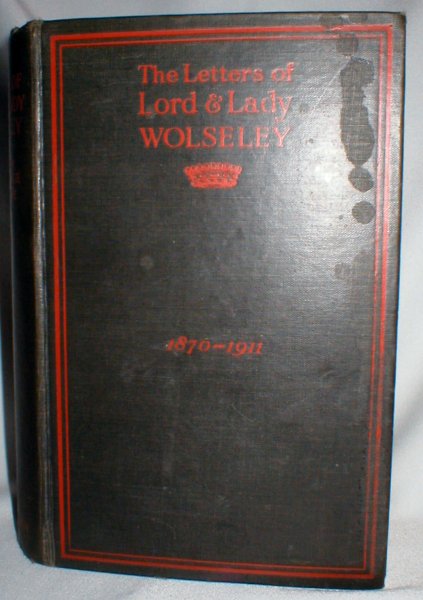 The Letters of
Lord & Lady
WOLSELEY
1870–1911